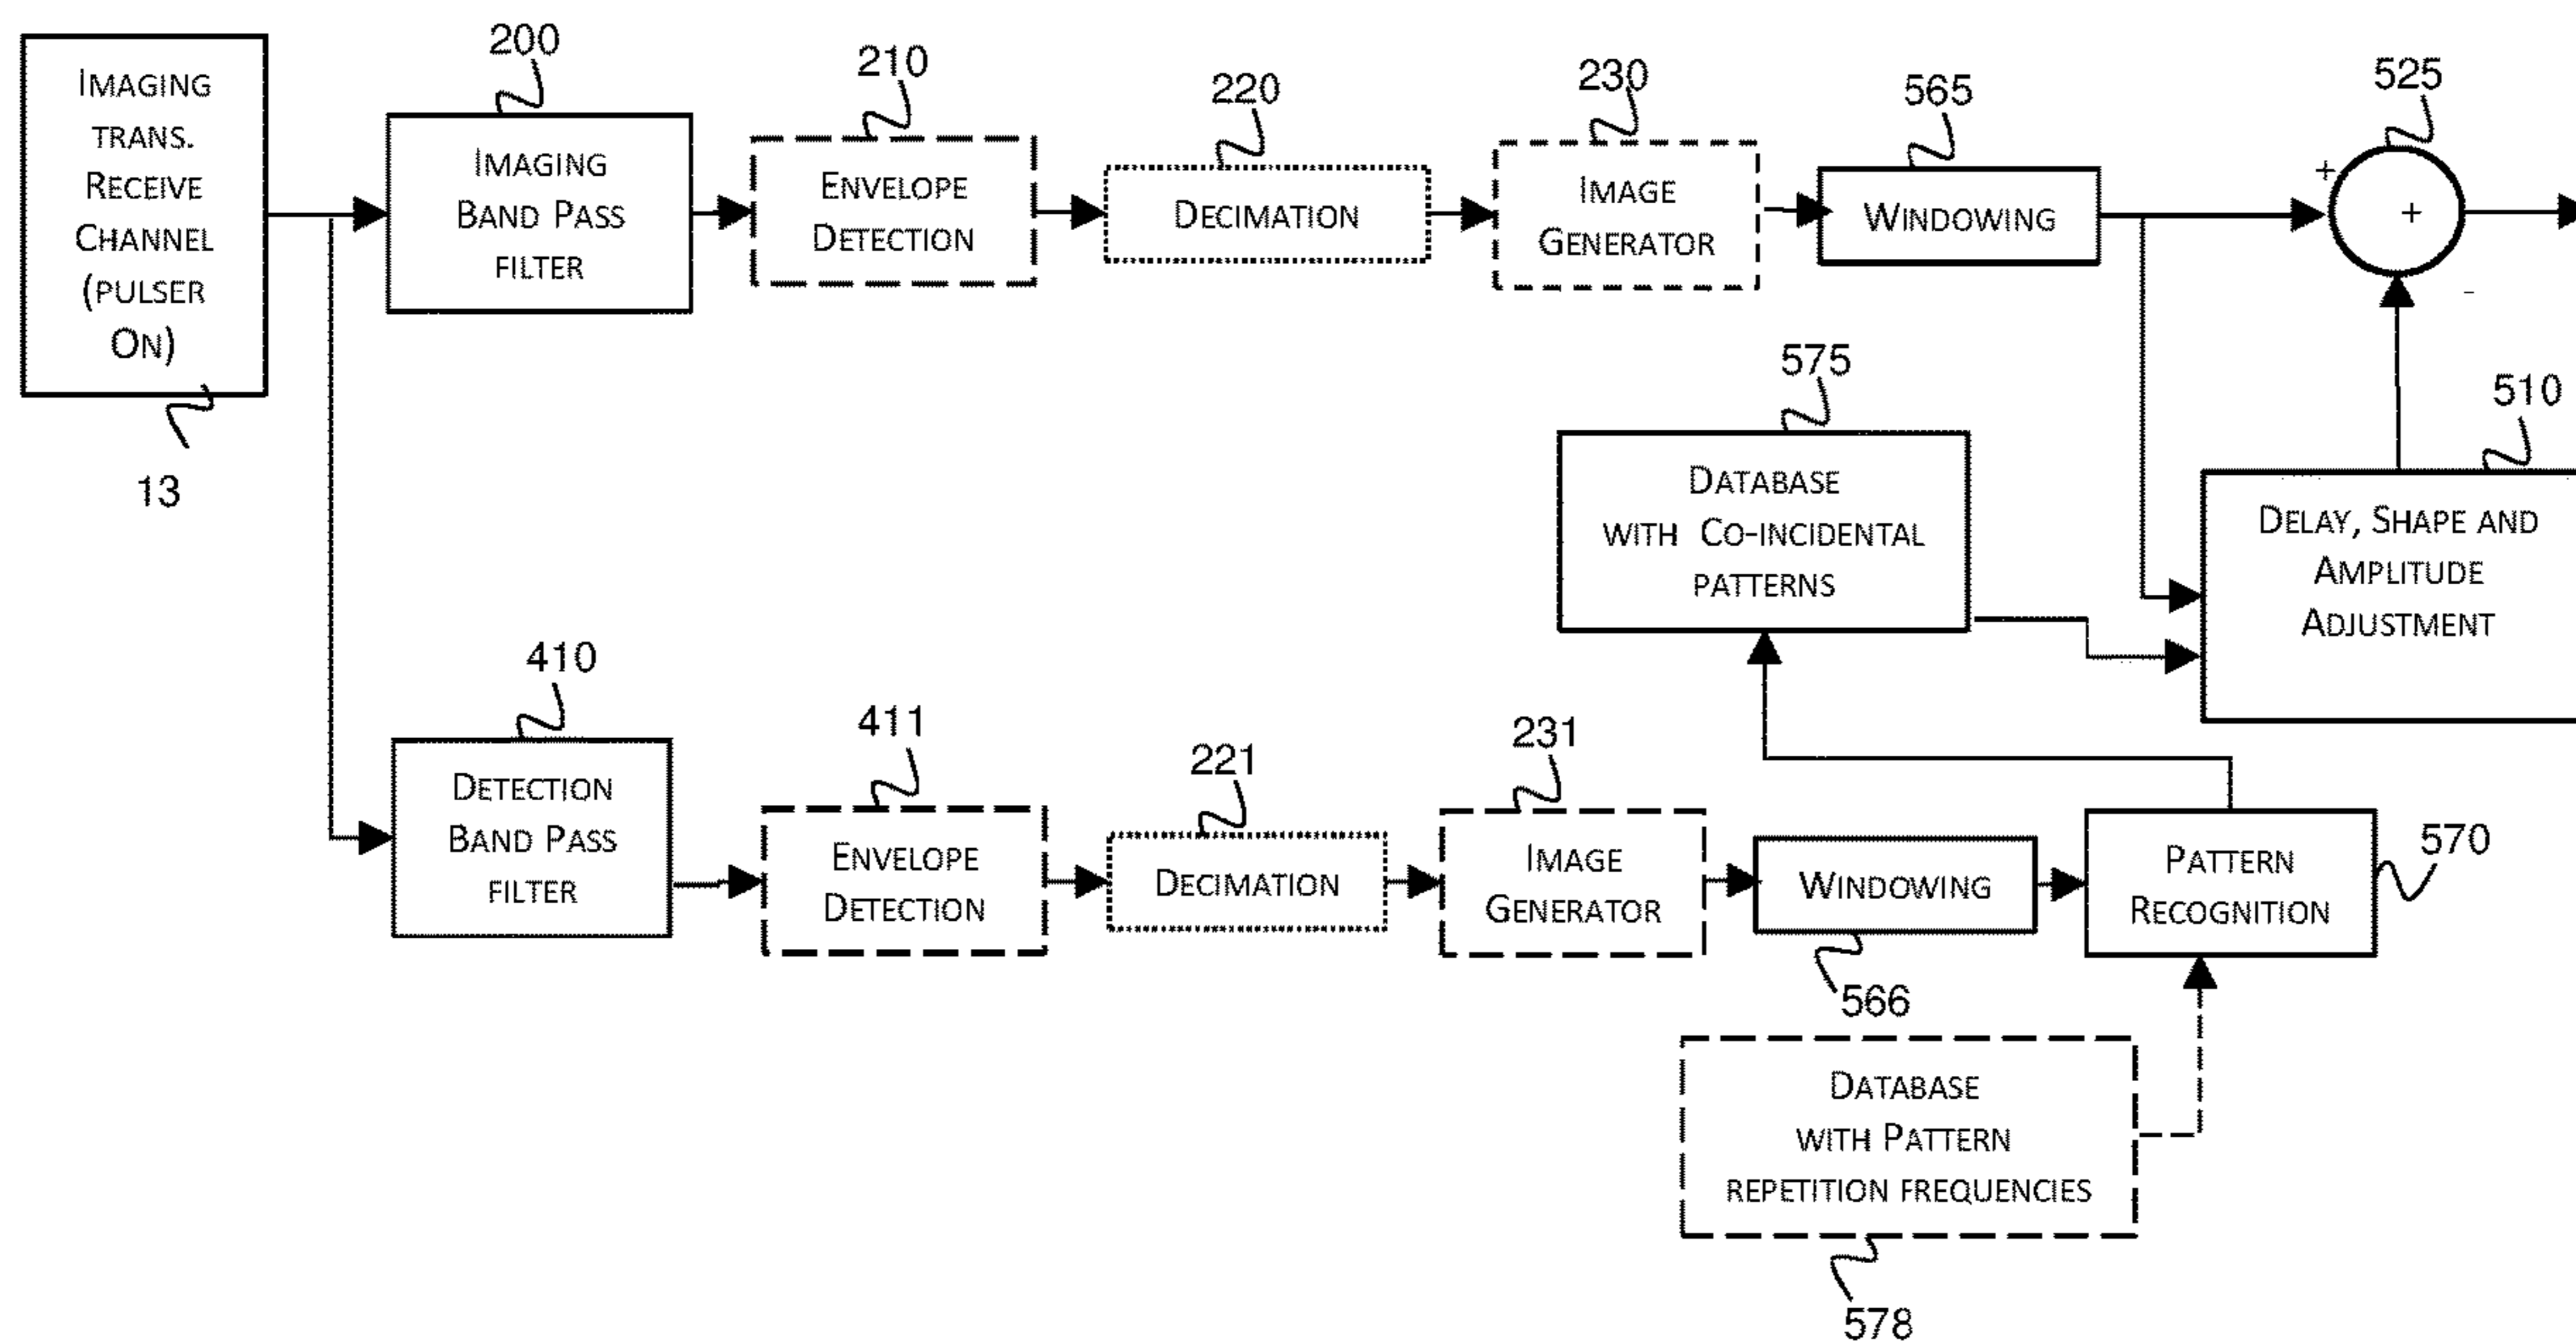 200
210
220
230
565
525
IMAGING
TRANS.
RECEIVE
CHANNEL
(PULSER
ON)
13
IMAGING
BAND PASS
FILTER
ENVELOPE
DETECTION
DECIMATION
IMAGE
GENERATOR
WINDOWING
+
+
-
575
510
DATABASE
WITH CO-INCIDENTAL
PATTERNS
DELAY, SHAPE AND
AMPLITUDE
ADJUSTMENT
410
411
221
231
DETECTION
BAND PASS
FILTER
ENVELOPE
DETECTION
DECIMATION
IMAGE
GENERATOR
WINDOWING
566
PATTERN
RECOGNITION
570
DATABASE
WITH PATTERN
REPETITION FREQUENCIES
578